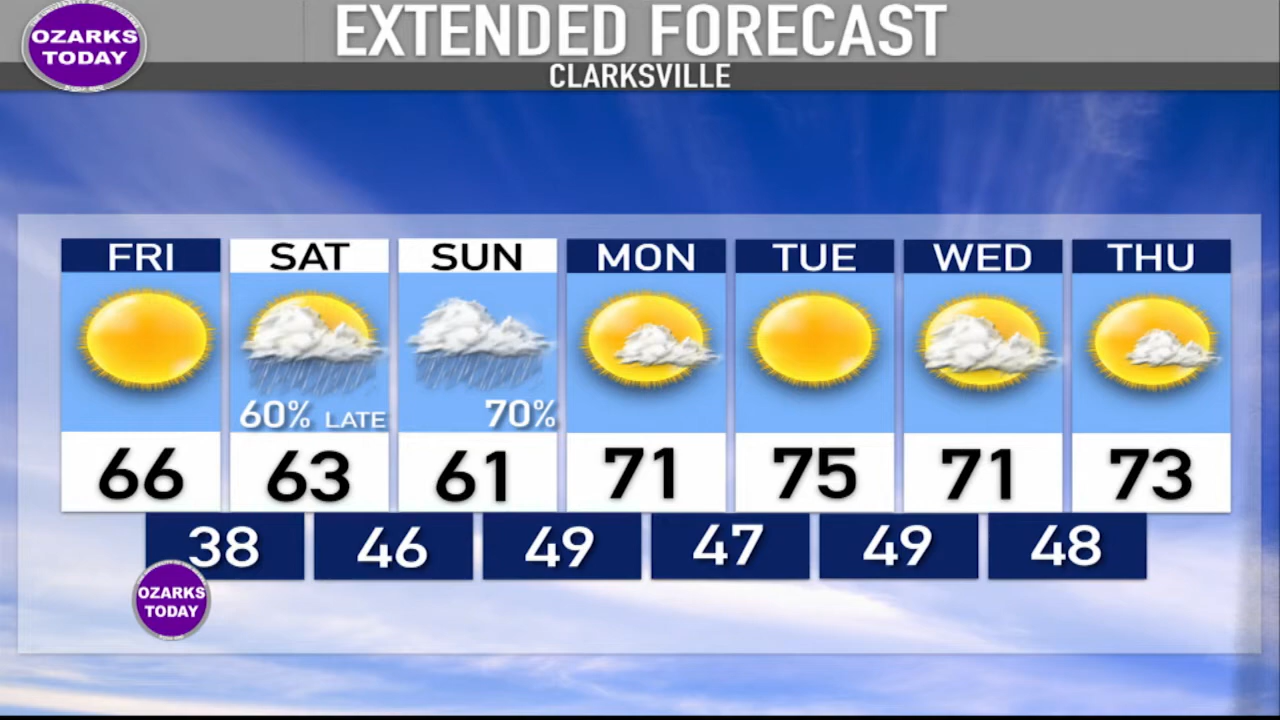 OZARKS
TODAY
EXTENDED FORECAST
CLARKSVILLE
FRI SAT SUN MON TUE WED THU
60% LATE 70%
66 63 61 71 75 71 73
38 46 49 47 49 48
OZARKS
TODAY